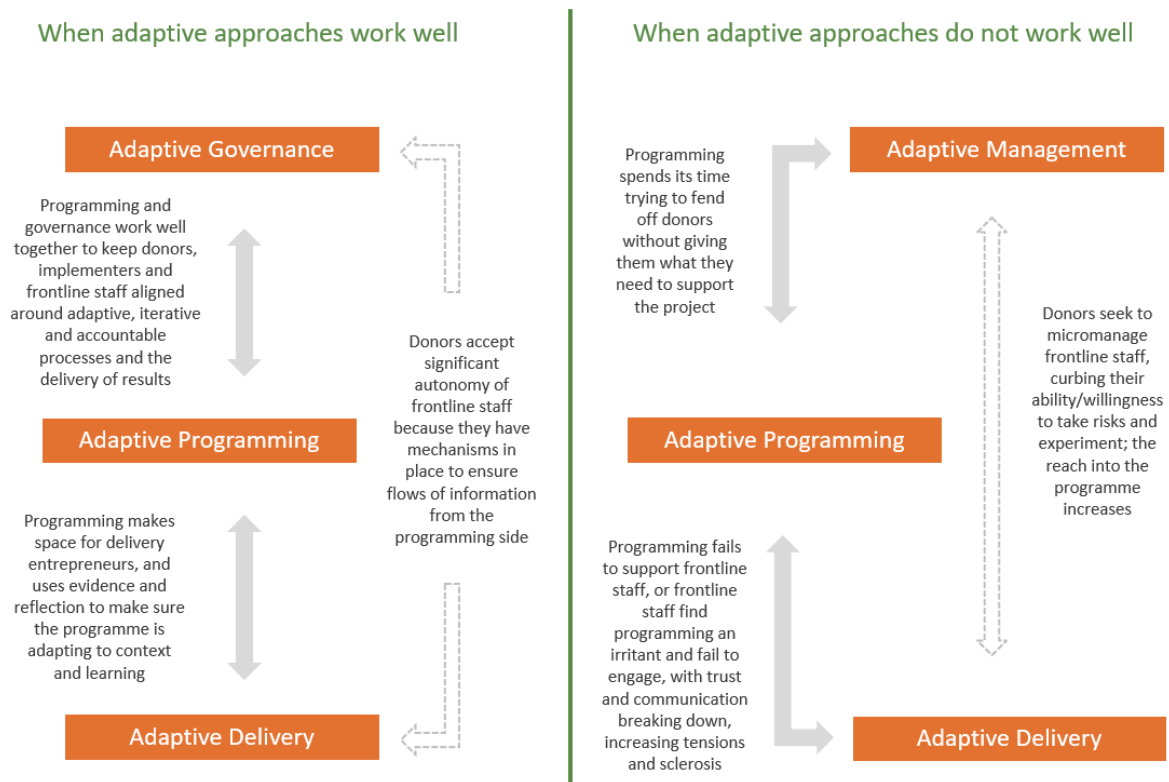 When adaptive approaches work well
Adaptive Governance
Programming and
governance work well
together to keep donors,
implementers and
frontline staff aligned
around adaptive, iterative
and accountable
processes and the
delivery of results
Donors accept
significant
autonomy of
frontline staff
because they have
mechanisms in
place to ensure
flows of information
from the
programming side
Adaptive Programming
Programming makes
space for delivery
entrepreneurs, and
uses evidence and
reflection to make sure
the programme is
adapting to context
and learning
Adaptive Delivery
When adaptive approaches do not work well
Adaptive Management
Programming
spends its time
trying to fend
off donors
without giving
them what they
need to support
the project
Donors seek to
micromanage
frontline staff,
curbing their
ability/willingness
to take risks and
experiment; the
reach into the
programme
increases
Adaptive Programming
Programming fails
to support frontline
staff, or frontline
staff find
programming an
irritant and fail to
engage, with trust
and communication
breaking down,
increasing tensions
and sclerosis
Adaptive Delivery